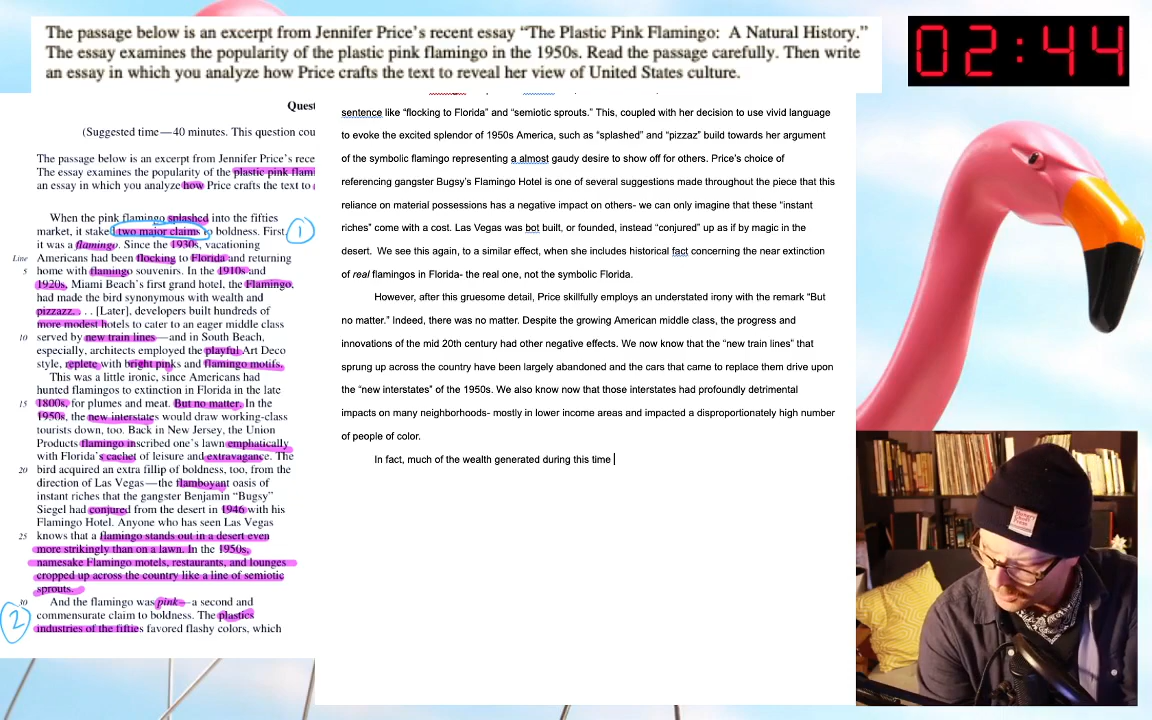 The passage below is an excerpt from Jennifer Price's recent essay “The Plastic Pink Flamingo: A Natural History.”
The essay examines the popularity of the plastic pink flamingo in the 1950s. Read the passage carefully. Then write
an essay in which you analyze how Price crafts the text to reveal her view of United States culture.
02:44
Quest
(Suggested time—40 minutes. This question cou
The passage below is an excerpt from Jennifer Price's rece
The essay examines the popularity of the plastic pink flam
an essay in which you analyze how Price crafts the text to
When the pink flamingo splashed into the fifties
market, it staked two major claims to boldness. First,
1
it was a flamingo. Since the 1930s, vacationing
Line Americans had been flocking to Florida and returning
5 home with flamingo souvenirs. In the 1910s and
1920s, Miami Beach's first grand hotel, the Flamingo,
had made the bird synonymous with wealth and
pizzazz. . . . [Later], developers built hundreds of
more modest hotels to cater to an eager middle class
10 served by new train lines—and in South Beach,
especially, architects employed the playful Art Deco
style, replete with bright pinks and flamingo motifs.
This was a little ironic, since Americans had
hunted flamingos to extinction in Florida in the late
15 1800s, for plumes and meat. But no matter. In the
1950s, the new interstates would draw working-class
tourists down, too. Back in New Jersey, the Union
Products flamingo inscribed one's lawn emphatically
with Florida's cachet of leisure and extravagance. The
20 bird acquired an extra fillip of boldness, too, from the
direction of Las Vegas—the flamboyant oasis of
instant riches that the gangster Benjamin “Bugsy”
Siegel had conjured from the desert in 1946 with his
Flamingo Hotel. Anyone who has seen Las Vegas
25 knows that a flamingo stands out in a desert even
more strikingly than on a lawn. In the 1950s,
namesake Flamingo motels, restaurants, and lounges
cropped up across the country like a line of semiotic
sprouts.
30 And the flamingo was pink—a second and
2
commensurate claim to boldness. The plastics
industries of the fifties favored flashy colors, which
sentence like “flocking to Florida” and “semiotic sprouts.” This, coupled with her decision to use vivid language
to evoke the excited splendor of 1950s America, such as “splashed” and “pizzaz” build towards her argument
of the symbolic flamingo representing a almost gaudy desire to show off for others. Price's choice of
referencing gangster Bugsy's Flamingo Hotel is one of several suggestions made throughout the piece that this
reliance on material possessions has a negative impact on others- we can only imagine that these “instant
riches” come with a cost. Las Vegas was bot built, or founded, instead “conjured” up as if by magic in the
desert. We see this again, to a similar effect, when she includes historical fact concerning the near extinction
of real flamingos in Florida- the real one, not the symbolic Florida.
However, after this gruesome detail, Price skillfully employs an understated irony with the remark “But
no matter.” Indeed, there was no matter. Despite the growing American middle class, the progress and
innovations of the mid 20th century had other negative effects. We now know that the “new train lines” that
sprung up across the country have been largely abandoned and the cars that came to replace them drive upon
the “new interstates” of the 1950s. We also know now that those interstates had profoundly detrimental
impacts on many neighborhoods- mostly in lower income areas and impacted a disproportionately high number
of people of color.
In fact, much of the wealth generated during this time